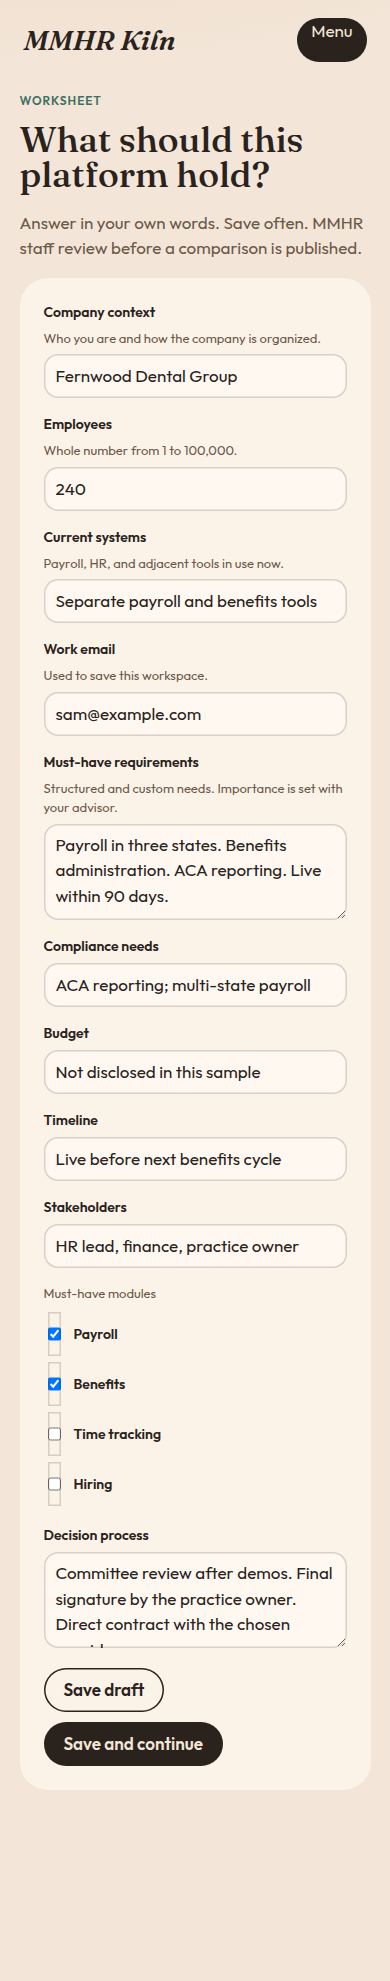 MMHR Kiln
Menu
WORKSHEET
What should this
platform hold?
Answer in your own words. Save often. MMHR
staff review before a comparison is published.
Company context
Who you are and how the company is organized.
Fernwood Dental Group
Employees
Whole number from 1 to 100,000.
240
Current systems
Payroll, HR, and adjacent tools in use now.
Separate payroll and benefits tools
Work email
Used to save this workspace.
sam@example.com
Must-have requirements
Structured and custom needs. Importance is set with
your advisor.
Payroll in three states. Benefits
administration. ACA reporting. Live
within 90 days.
Compliance needs
ACA reporting; multi-state payroll
Budget
Not disclosed in this sample
Timeline
Live before next benefits cycle
Stakeholders
HR lead, finance, practice owner
Must-have modules
Payroll
Benefits
Time tracking
Hiring
Decision process
Committee review after demos. Final
signature by the practice owner.
Direct contract with the chosen
Save draft
Save and continue